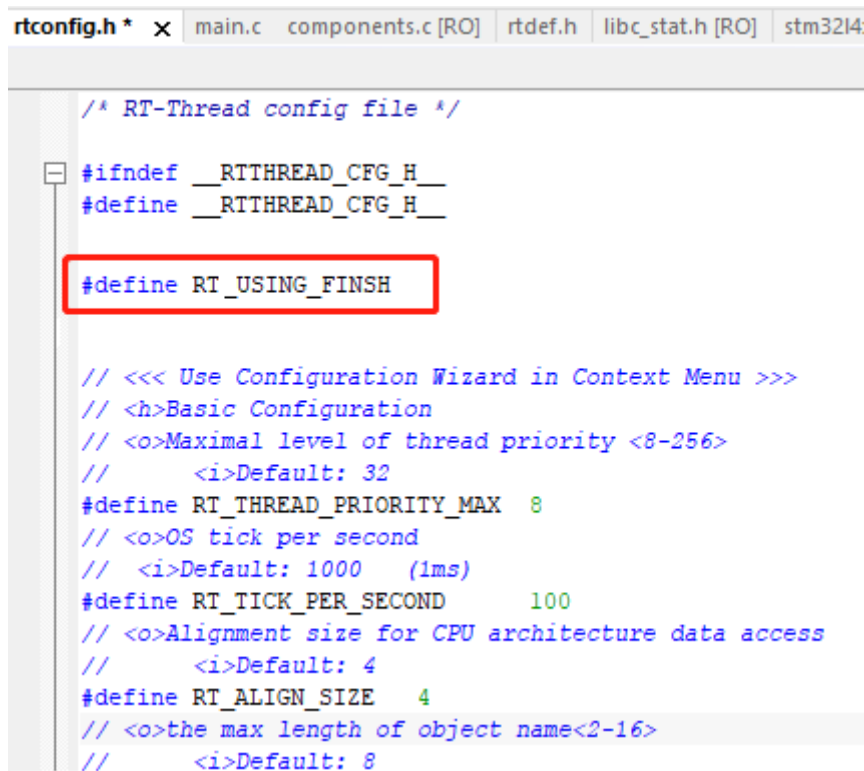 rtconfig.h * x main.c components.c [RO] rtdef.h libc_stat.h [RO] stm32l4
/* RT-Thread config file */
#ifndef __RTTHREAD_CFG_H__
#define __RTTHREAD_CFG_H__
#define RT_USING_FINSH
// <<< Use Configuration Wizard in Context Menu >>>
// <h>Basic Configuration
// <o>Maximal level of thread priority <8-256>
// <i>Default: 32
#define RT_THREAD_PRIORITY_MAX 8
// <o>OS tick per second
// <i>Default: 1000 (1ms)
#define RT_TICK_PER_SECOND 100
// <o>Alignment size for CPU architecture data access
// <i>Default: 4
#define RT_ALIGN_SIZE 4
// <o>the max length of object name<2-16>
// <i>Default: 8